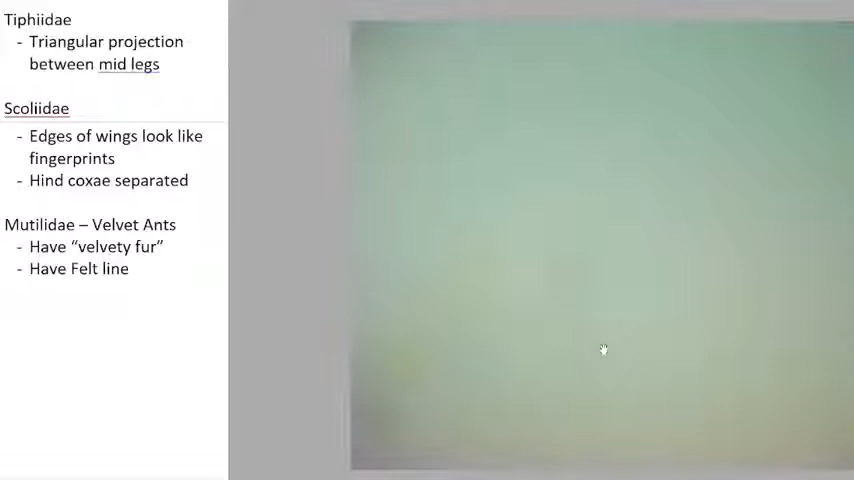 Tiphiidae
- Triangular projection
between mid legs
Scoliidae
- Edges of wings look like
fingerprints
- Hind coxae separated
Mutilidae – Velvet Ants
- Have “velvety fur”
- Have Felt line